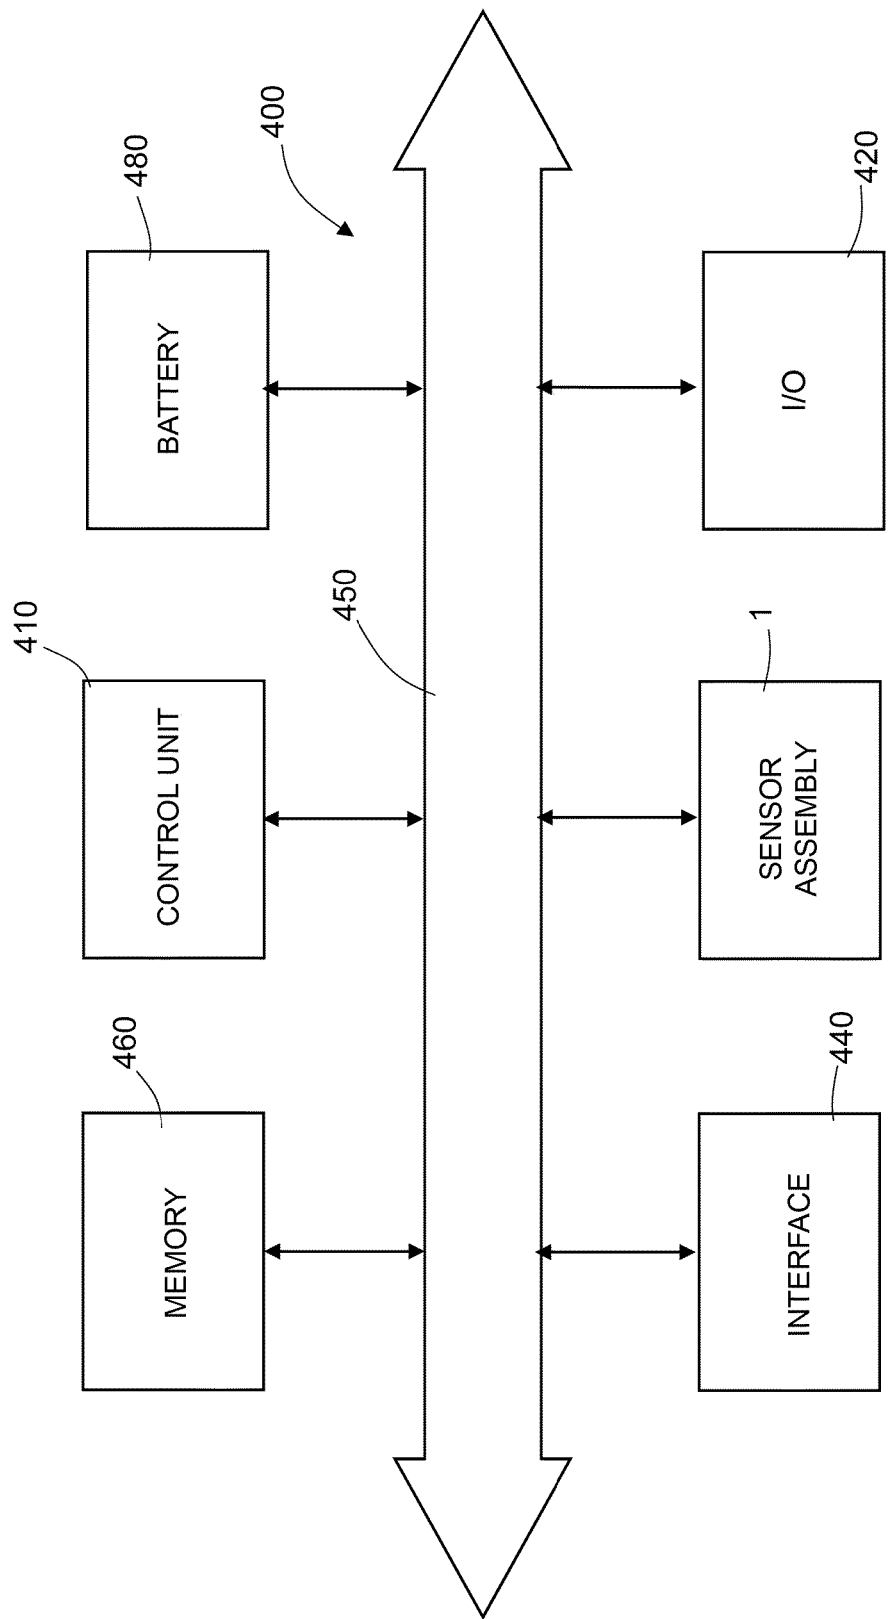 460
410
480
400
MEMORY
CONTROL UNIT
BATTERY
450
440
1
420
INTERFACE
SENSOR
ASSEMBLY
I/O